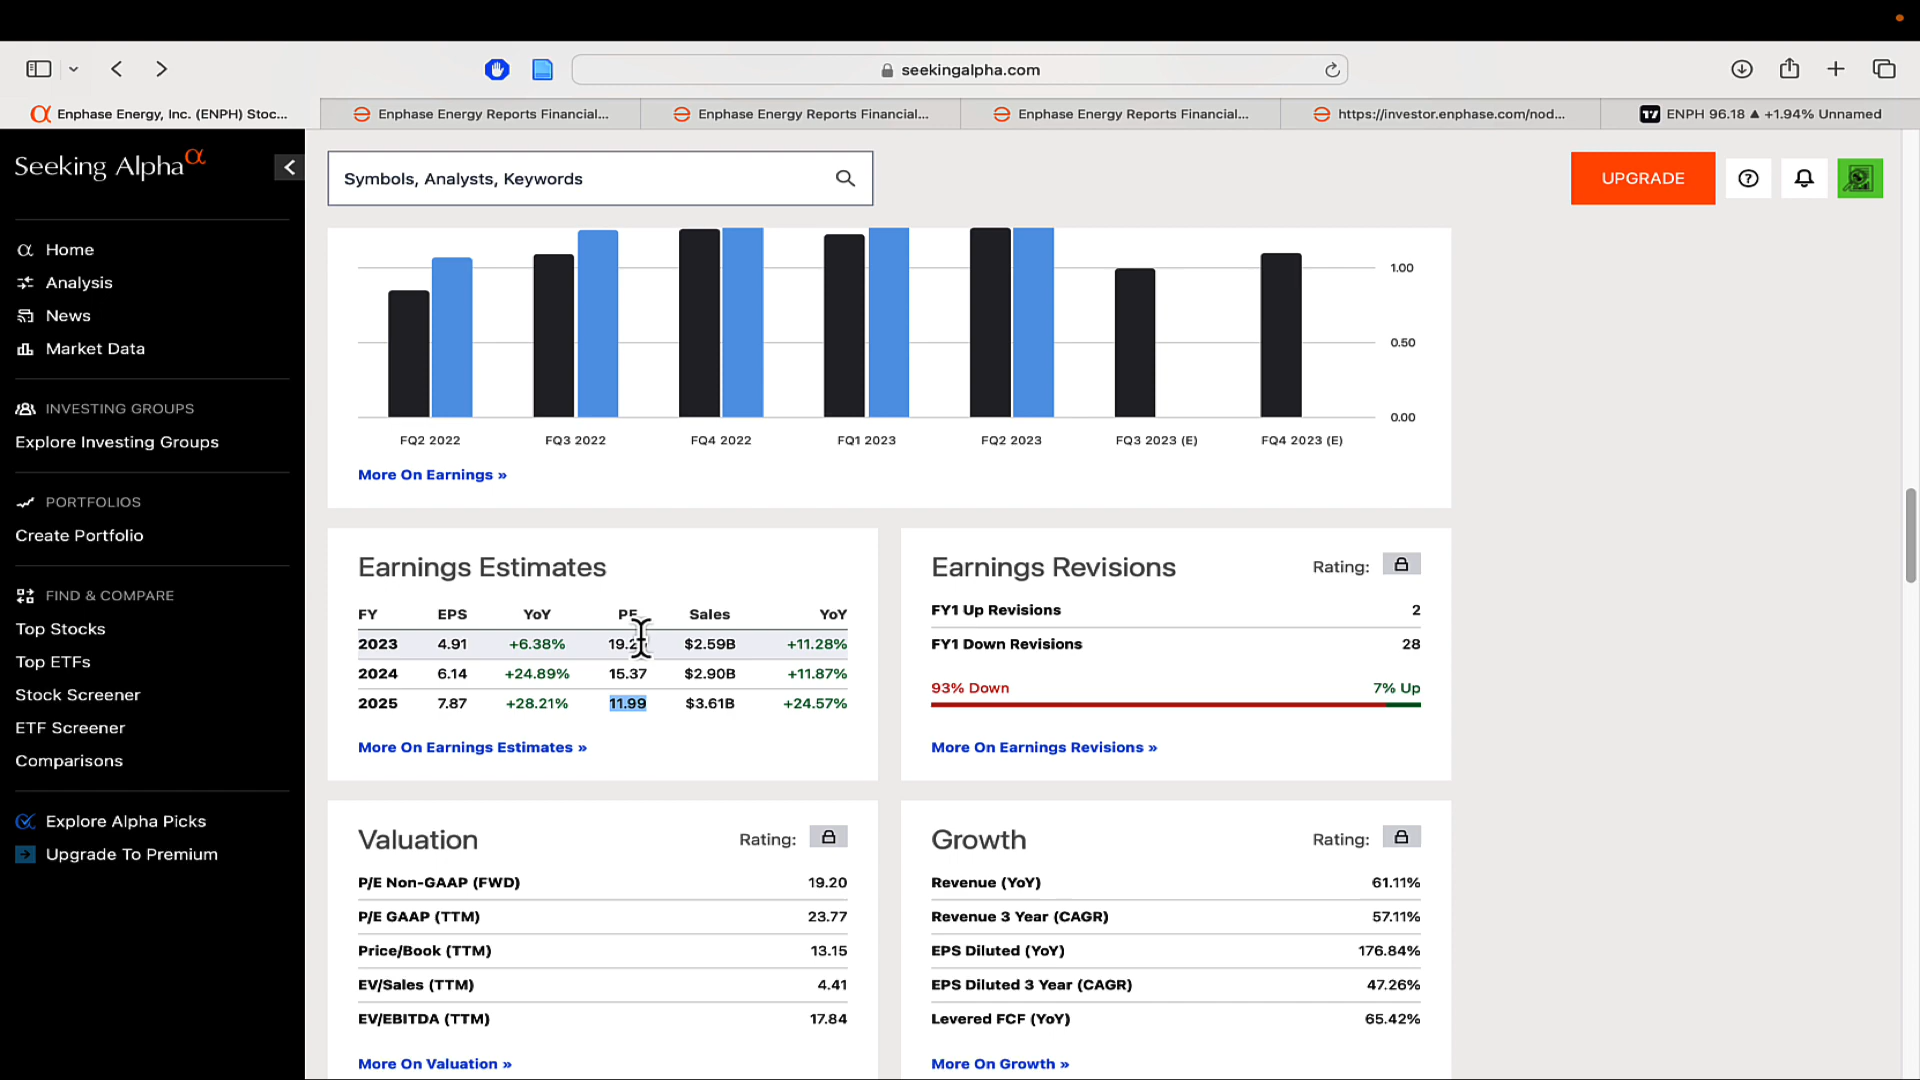 seekingalpha.com
Enphase Energy, Inc. (ENPH) Stoc...
Enphase Energy Reports Financial...
Enphase Energy Reports Financial...
Enphase Energy Reports Financial...
https://investor.enphase.com/nod...
ENPH 96.18 ▲ +1.94% Unnamed
Seeking Alpha α
Home
Analysis
News
Market Data
INVESTING GROUPS
Explore Investing Groups
PORTFOLIOS
Create Portfolio
FIND & COMPARE
Top Stocks
Top ETFs
Stock Screener
ETF Screener
Comparisons
Explore Alpha Picks
Upgrade To Premium
Symbols, Analysts, Keywords
UPGRADE
1.00
0.50
0.00
FQ2 2022 FQ3 2022 FQ4 2022 FQ1 2023 FQ2 2023 FQ3 2023 (E) FQ4 2023 (E)
More On Earnings »
Earnings Estimates
FY EPS YoY PE Sales YoY
2023 4.91 +6.38% $2.59B +11.28%
2024 6.14 +24.89% 15.37 $2.90B +11.87%
2025 7.87 +28.21% 11.99 $3.61B +24.57%
More On Earnings Estimates »
Earnings Revisions Rating:
FY1 Up Revisions 2
FY1 Down Revisions 28
93% Down 7% Up
More On Earnings Revisions »
Valuation Rating:
P/E Non-GAAP (FWD) 19.20
P/E GAAP (TTM) 23.77
Price/Book (TTM) 13.15
EV/Sales (TTM) 4.41
EV/EBITDA (TTM) 17.84
More On Valuation »
Growth Rating:
Revenue (YoY) 61.11%
Revenue 3 Year (CAGR) 57.11%
EPS Diluted (YoY) 176.84%
EPS Diluted 3 Year (CAGR) 47.26%
Levered FCF (YoY) 65.42%
More On Growth »